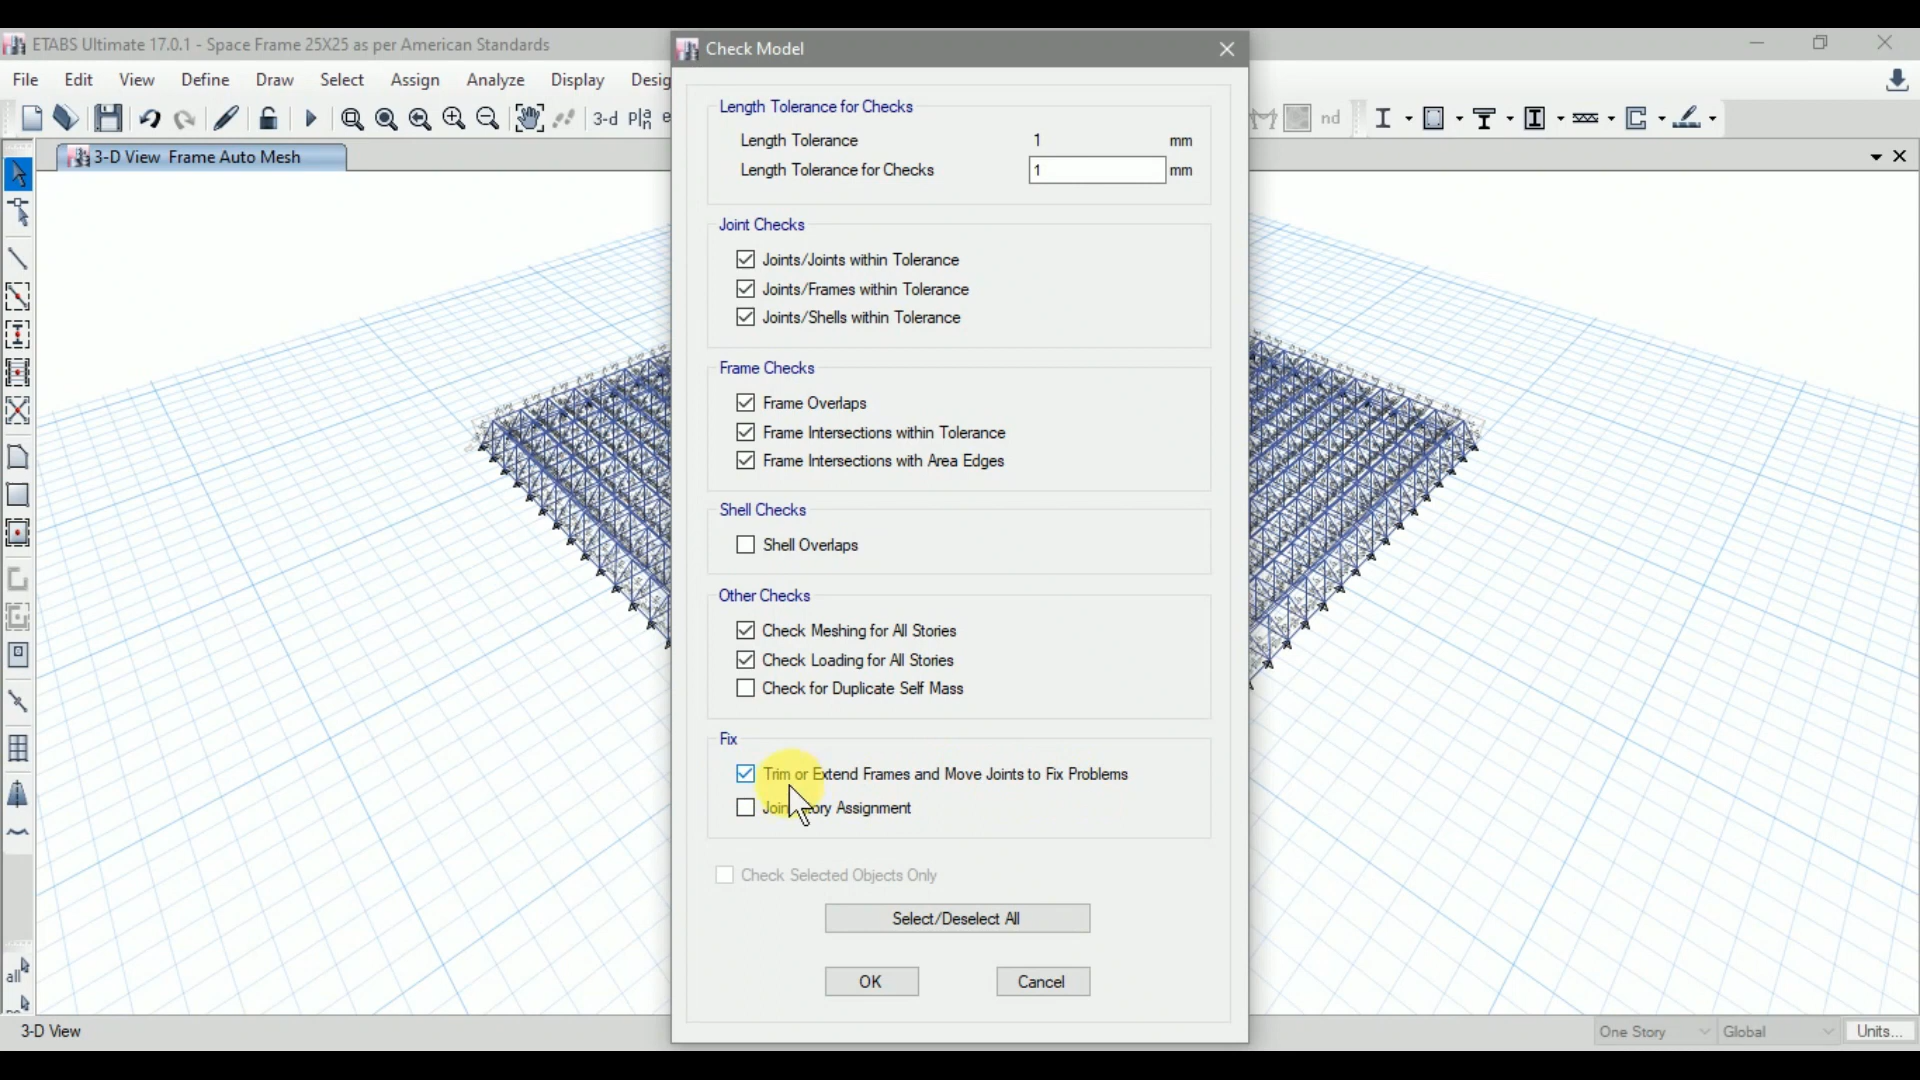 ETABS Ultimate 17.0.1 - Space Frame 25X25 as per American Standards
File Edit View Define Draw Select Assign Analyze Display
3-d
nd
3-D View Frame Auto Mesh
Check Model
Length Tolerance for Checks
Length Tolerance 1 mm
Length Tolerance for Checks 1 mm
Joint Checks
Joints/Joints within Tolerance
Joints/Frames within Tolerance
Joints/Shells within Tolerance
Frame Checks
Frame Overlaps
Frame Intersections within Tolerance
Frame Intersections with Area Edges
Shell Checks
Shell Overlaps
Other Checks
Check Meshing for All Stories
Check Loading for All Stories
Check for Duplicate Self Mass
Fix
Trim or Extend Frames and Move Joints to Fix Problems
Assignment
Check Selected Objects Only
Select/Deselect All
OK Cancel
all
3-D View
One Story Global Units...